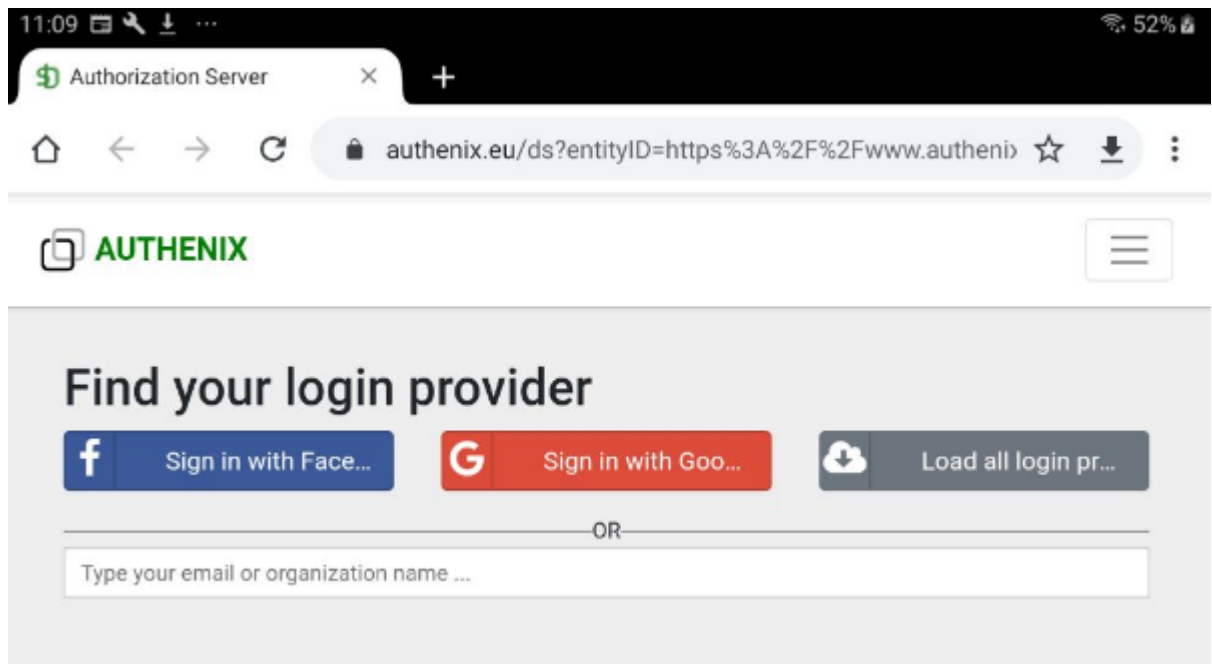 11:09 ... 52%
Authorization Server
authenix.eu/ds?entityID=https%3A%2F%2Fwww.authenix
AUTHENIX
Find your login provider
Sign in with Face... Sign in with Goo... Load all login pr...
OR
Type your email or organization name ...